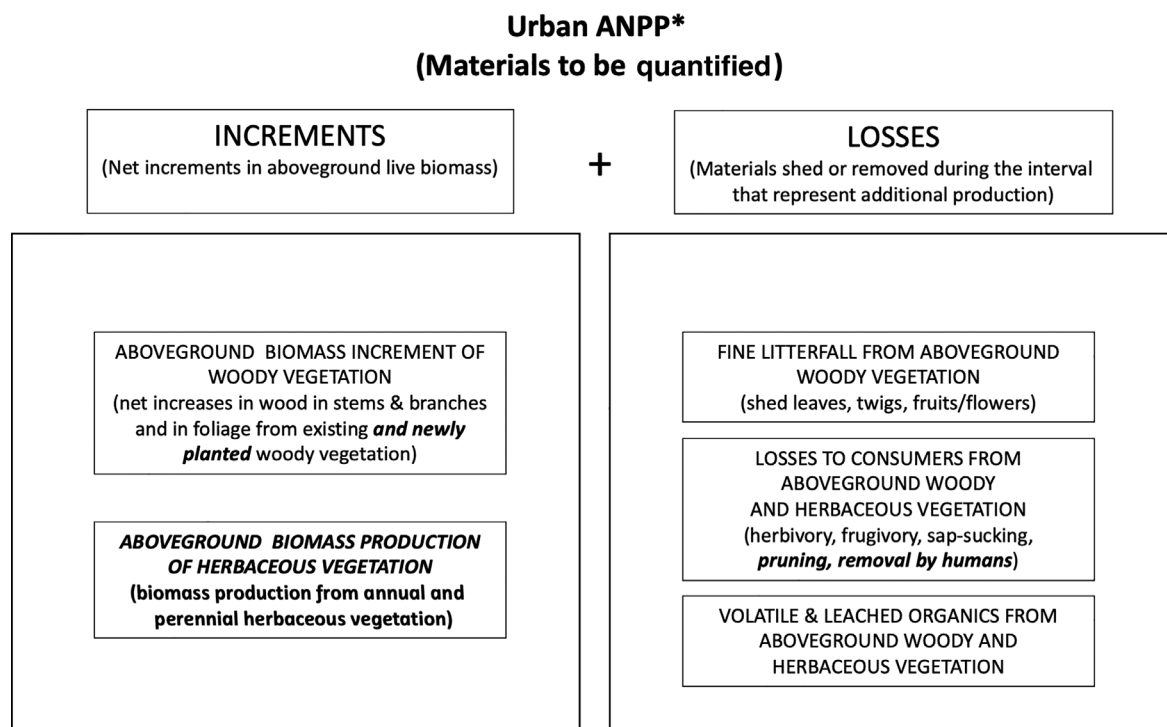 Urban ANPP*
(Materials to be quantified)
INCREMENTS
(Net increments in aboveground live biomass)
+
LOSSES
(Materials shed or removed during the interval
that represent additional production)
ABOVEGROUND BIOMASS INCREMENT OF
WOODY VEGETATION
(net increases in wood in stems & branches
and in foliage from existing and newly
planted woody vegetation)
ABOVEGROUND BIOMASS PRODUCTION
OF HERBACEOUS VEGETATION
(biomass production from annual and
perennial herbaceous vegetation)
FINE LITTERFALL FROM ABOVEGROUND
WOODY VEGETATION
(shed leaves, twigs, fruits/flowers)
LOSSES TO CONSUMERS FROM
ABOVEGROUND WOODY
AND HERBACEOUS VEGETATION
(herbivory, frugivory, sap-sucking,
pruning, removal by humans)
VOLATILE & LEACHED ORGANICS FROM
ABOVEGROUND WOODY AND
HERBACEOUS VEGETATION